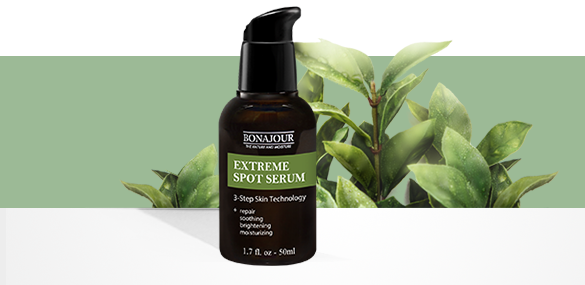 BONAJOUR
THE NATURE AND MOISTURE
EXTREME
SPOT SERUM
3-Step Skin Technology
* repair
soothing
brightening
moisturizing
1.7 fl. oz - 50ml